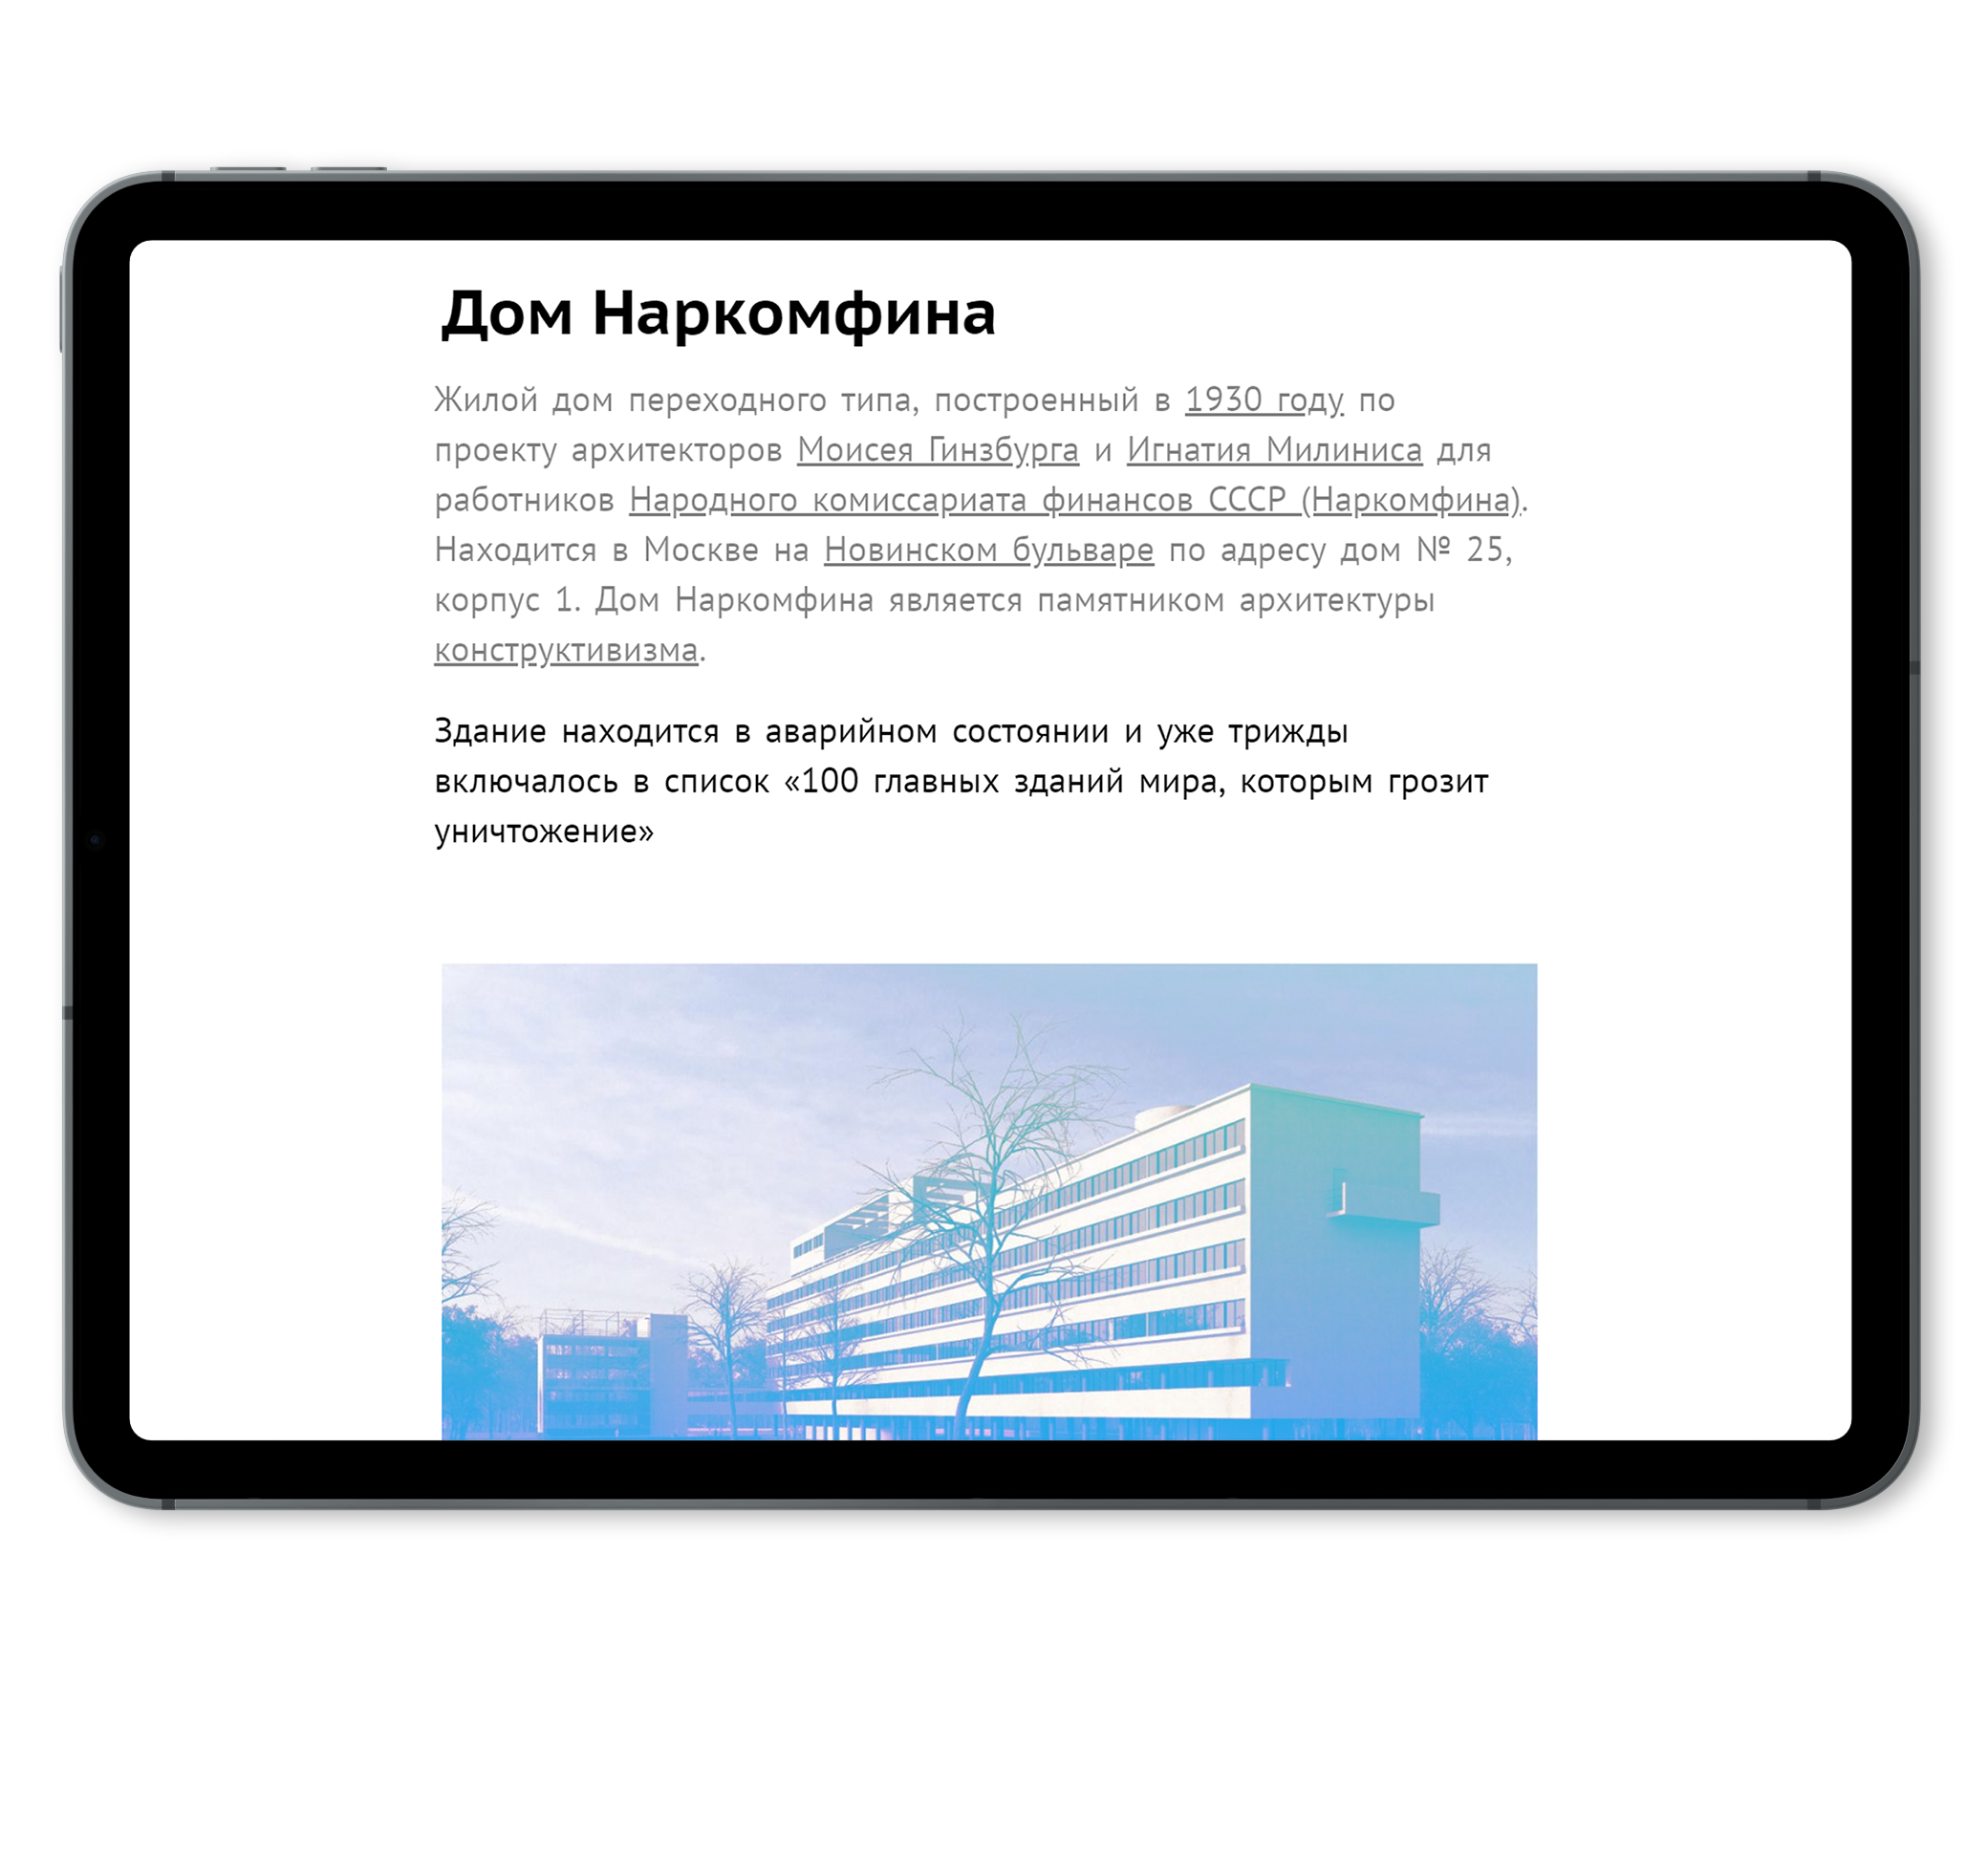 Дом Наркомфина
Жилой дом переходного типа, построенный в 1930 году по
проекту архитекторов Моисея Гинзбурга и Игнатия Милиниса для
работников Народного комиссариата финансов СССР (Наркомфина).
Находится в Москве на Новинском бульваре по адресу дом № 25,
корпус 1. Дом Наркомфина является памятником архитектуры
конструктивизма.
Здание находится в аварийном состоянии и уже трижды
включалось в список «100 главных зданий мира, которым грозит
уничтожение»